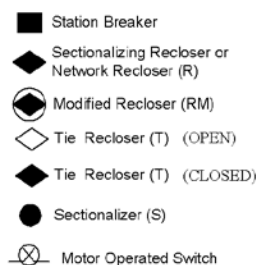 Station Breaker
Sectionalizing Recloser or
Network Recloser (R)
Modified Recloser (RM)
Tie Recloser (T) (OPEN)
Tie Recloser (T) (CLOSED)
Sectionalizer (S)
Motor Operated Switch